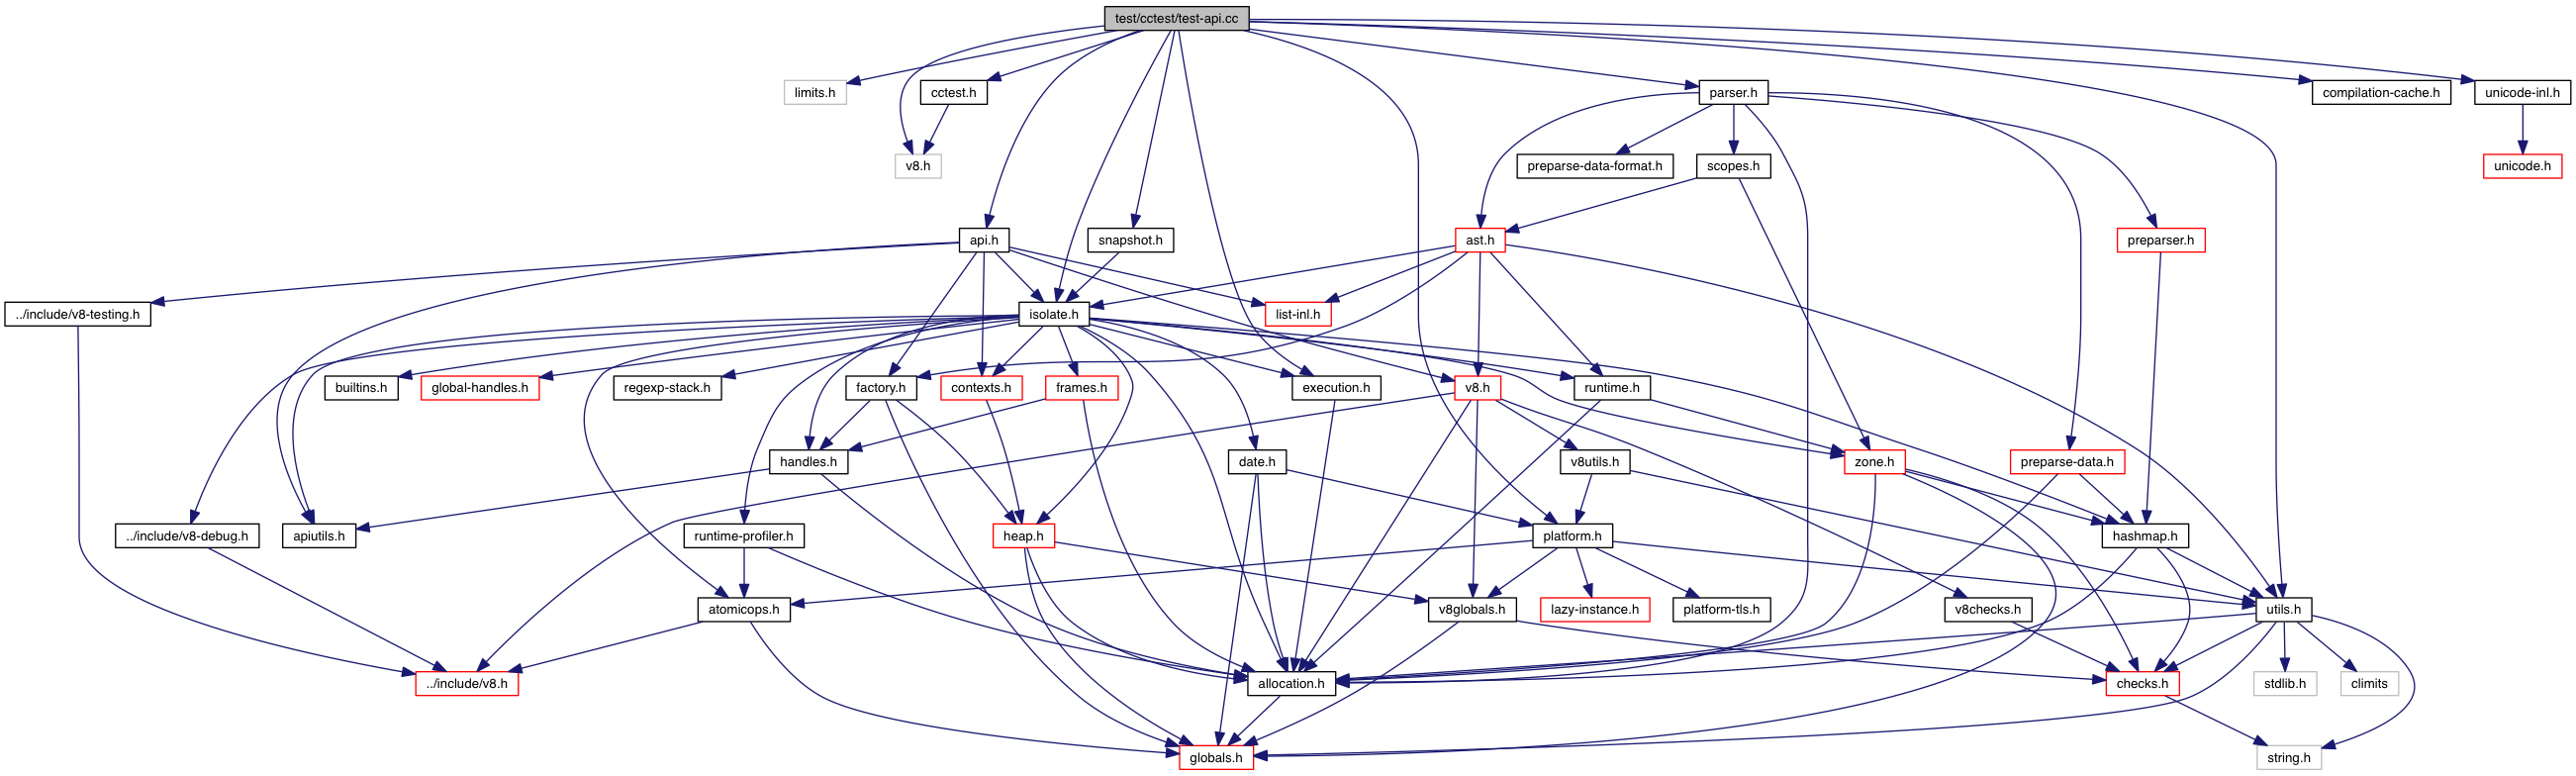 test/cctest/test-api.cc
limits.h
cctest.h
parser.h
compilation-cache.h
unicode-inl.h
v8.h
preparse-data-format.h
scopes.h
unicode.h
api.h
snapshot.h
ast.h
preparser.h
../include/v8-testing.h
isolate.h
list-inl.h
builtins.h
global-handles.h
regexp-stack.h
factory.h
contexts.h
frames.h
execution.h
v8.h
runtime.h
handles.h
date.h
v8utils.h
zone.h
preparse-data.h
../include/v8-debug.h
apiutils.h
runtime-profiler.h
heap.h
platform.h
hashmap.h
atomicops.h
v8globals.h
lazy-instance.h
platform-tls.h
v8checks.h
utils.h
../include/v8.h
allocation.h
checks.h
stdlib.h
climits
globals.h
string.h